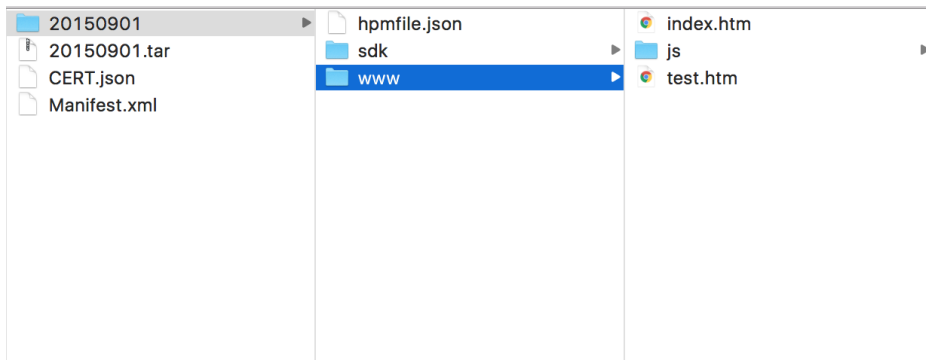 20150901
20150901.tar
CERT.json
Manifest.xml
hpmfile.json
sdk
www
index.htm
js
test.htm